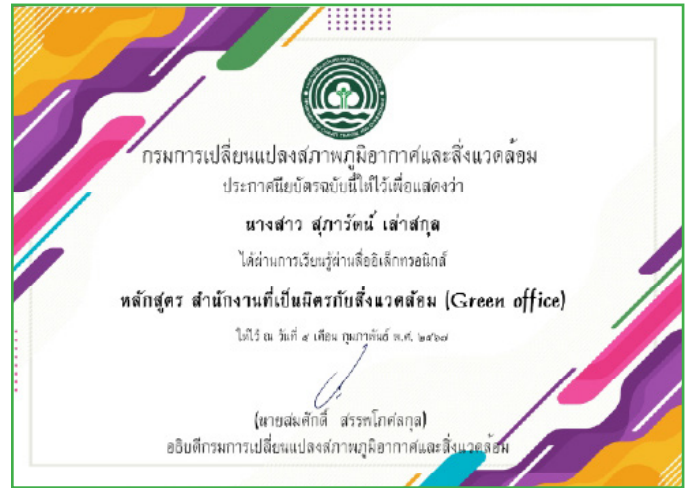 กรมการเปลี่ยนแปลงสภาพภูมิอากาศและสิ่งแวดล้อม
ประกาศนียบัตรฉบับนี้ให้ไว้เพื่อแสดงว่า
นางสาว สุภารัตน์ เล่าสกุล
ได้ผ่านการเรียนรู้ผ่านสื่ออิเล็กทรอนิกส์
หลักสูตร สำนักงานที่เป็นมิตรกับสิ่งแวดล้อม (Green office)
ให้ไว้ ณ วันที่ ๙ เดือน กุมภาพันธ์ พ.ศ. ๒๕๖๗
(นายสมศักดิ์ สรรพโกศลกุล)
อธิบดีกรมการเปลี่ยนแปลงสภาพภูมิอากาศและสิ่งแวดล้อม